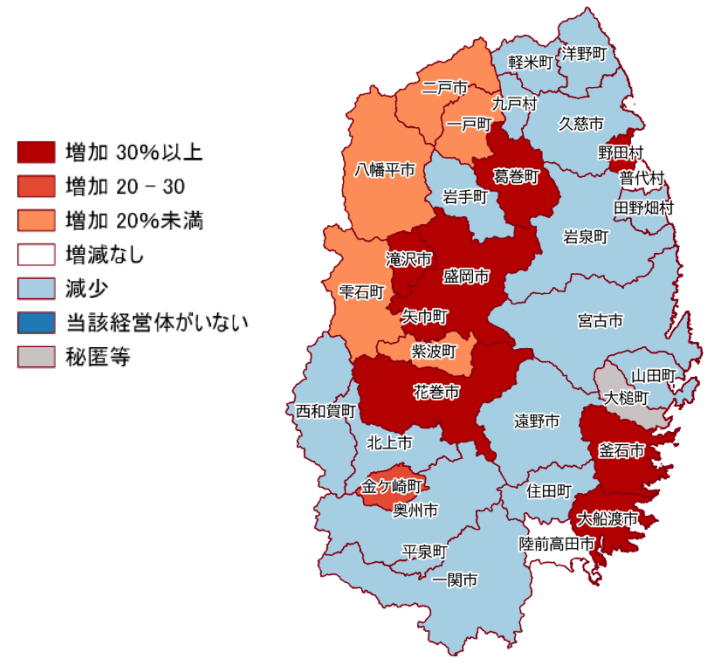 増加 30%以上
増加 20 - 30
増加 20%未満
増減なし
減少
当該経営体がいない
秘匿等
洋野町
軽米町
二戸市
九戸村
一戸町
久慈市
野田村
八幡平市
葛巻町
普代村
岩手町
田野畑村
岩泉町
滝沢市
盛岡市
雫石町
矢巾町
宮古市
紫波町
山田町
花巻市
大槌町
西和賀町
遠野市
北上市
釜石市
金ケ崎町
住田町
奥州市
大船渡市
陸前高田市
平泉町
一関市